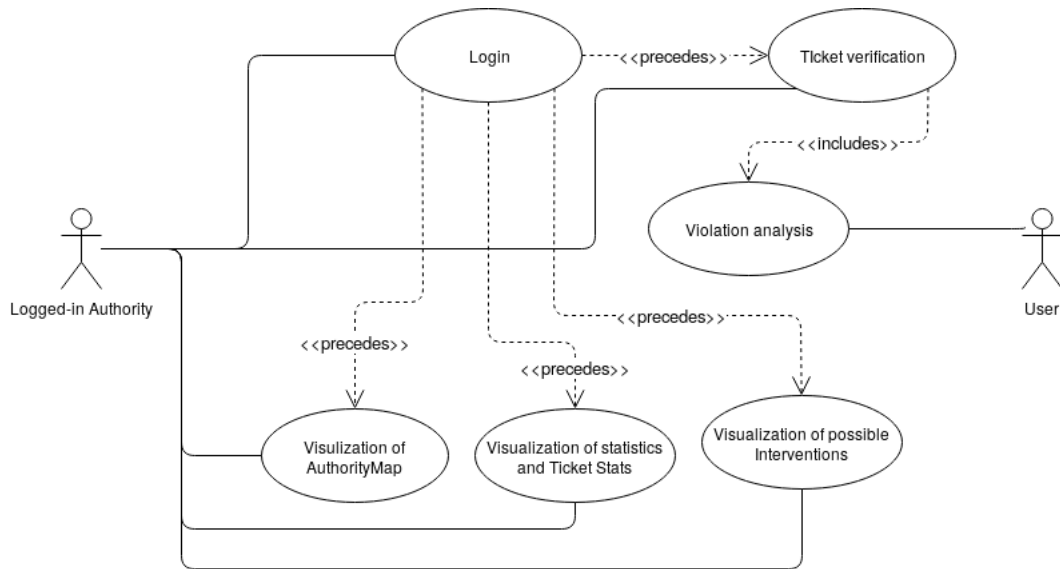 Login
<<precedes>>
TIcket verification
<<includes>>
Violation analysis
Logged-in Authority
User
<<precedes>>
<<precedes>>
<<precedes>>
Visulization of
AuthorityMap
Visualization of statistics
and Ticket Stats
Visualization of possible
Interventions